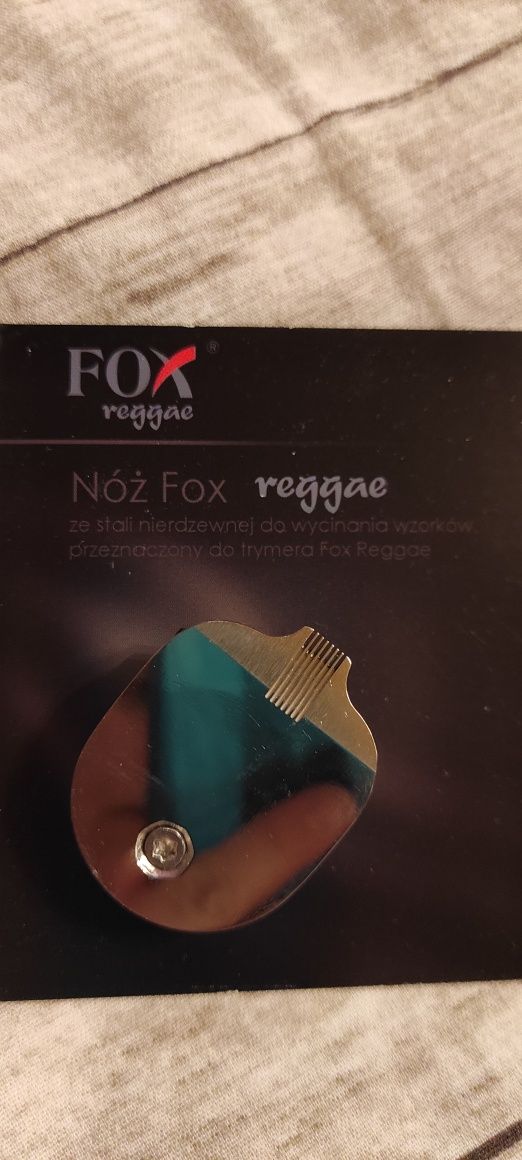 FOX®
reggae
Nóż Fox reggae
ze stali nierdzewnej do wycinania wzorków
przeznaczony do trymera Fox Reggae